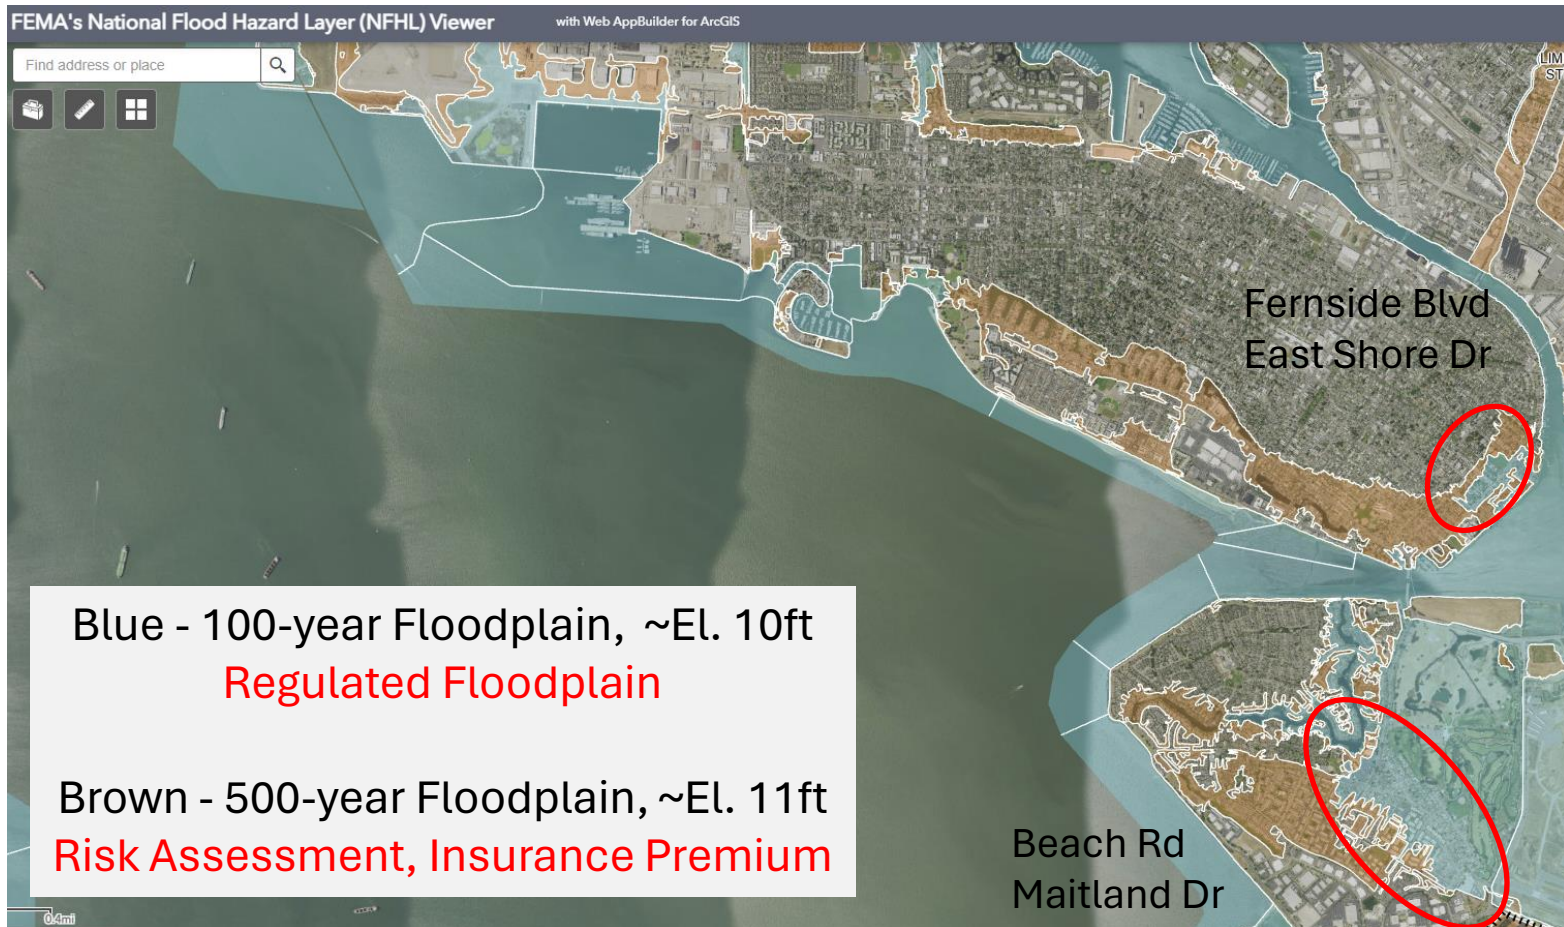 FEMA's National Flood Hazard Layer (NFHL) Viewer
with Web AppBuilder for ArcGIS
Find address or place
LIM
ST
Fernside Blvd
East Shore Dr
Blue - 100-year Floodplain, ~El. 10ft
Regulated Floodplain
Brown - 500-year Floodplain, ~El. 11ft
Risk Assessment, Insurance Premium
Beach Rd
Maitland Dr
0.4mi